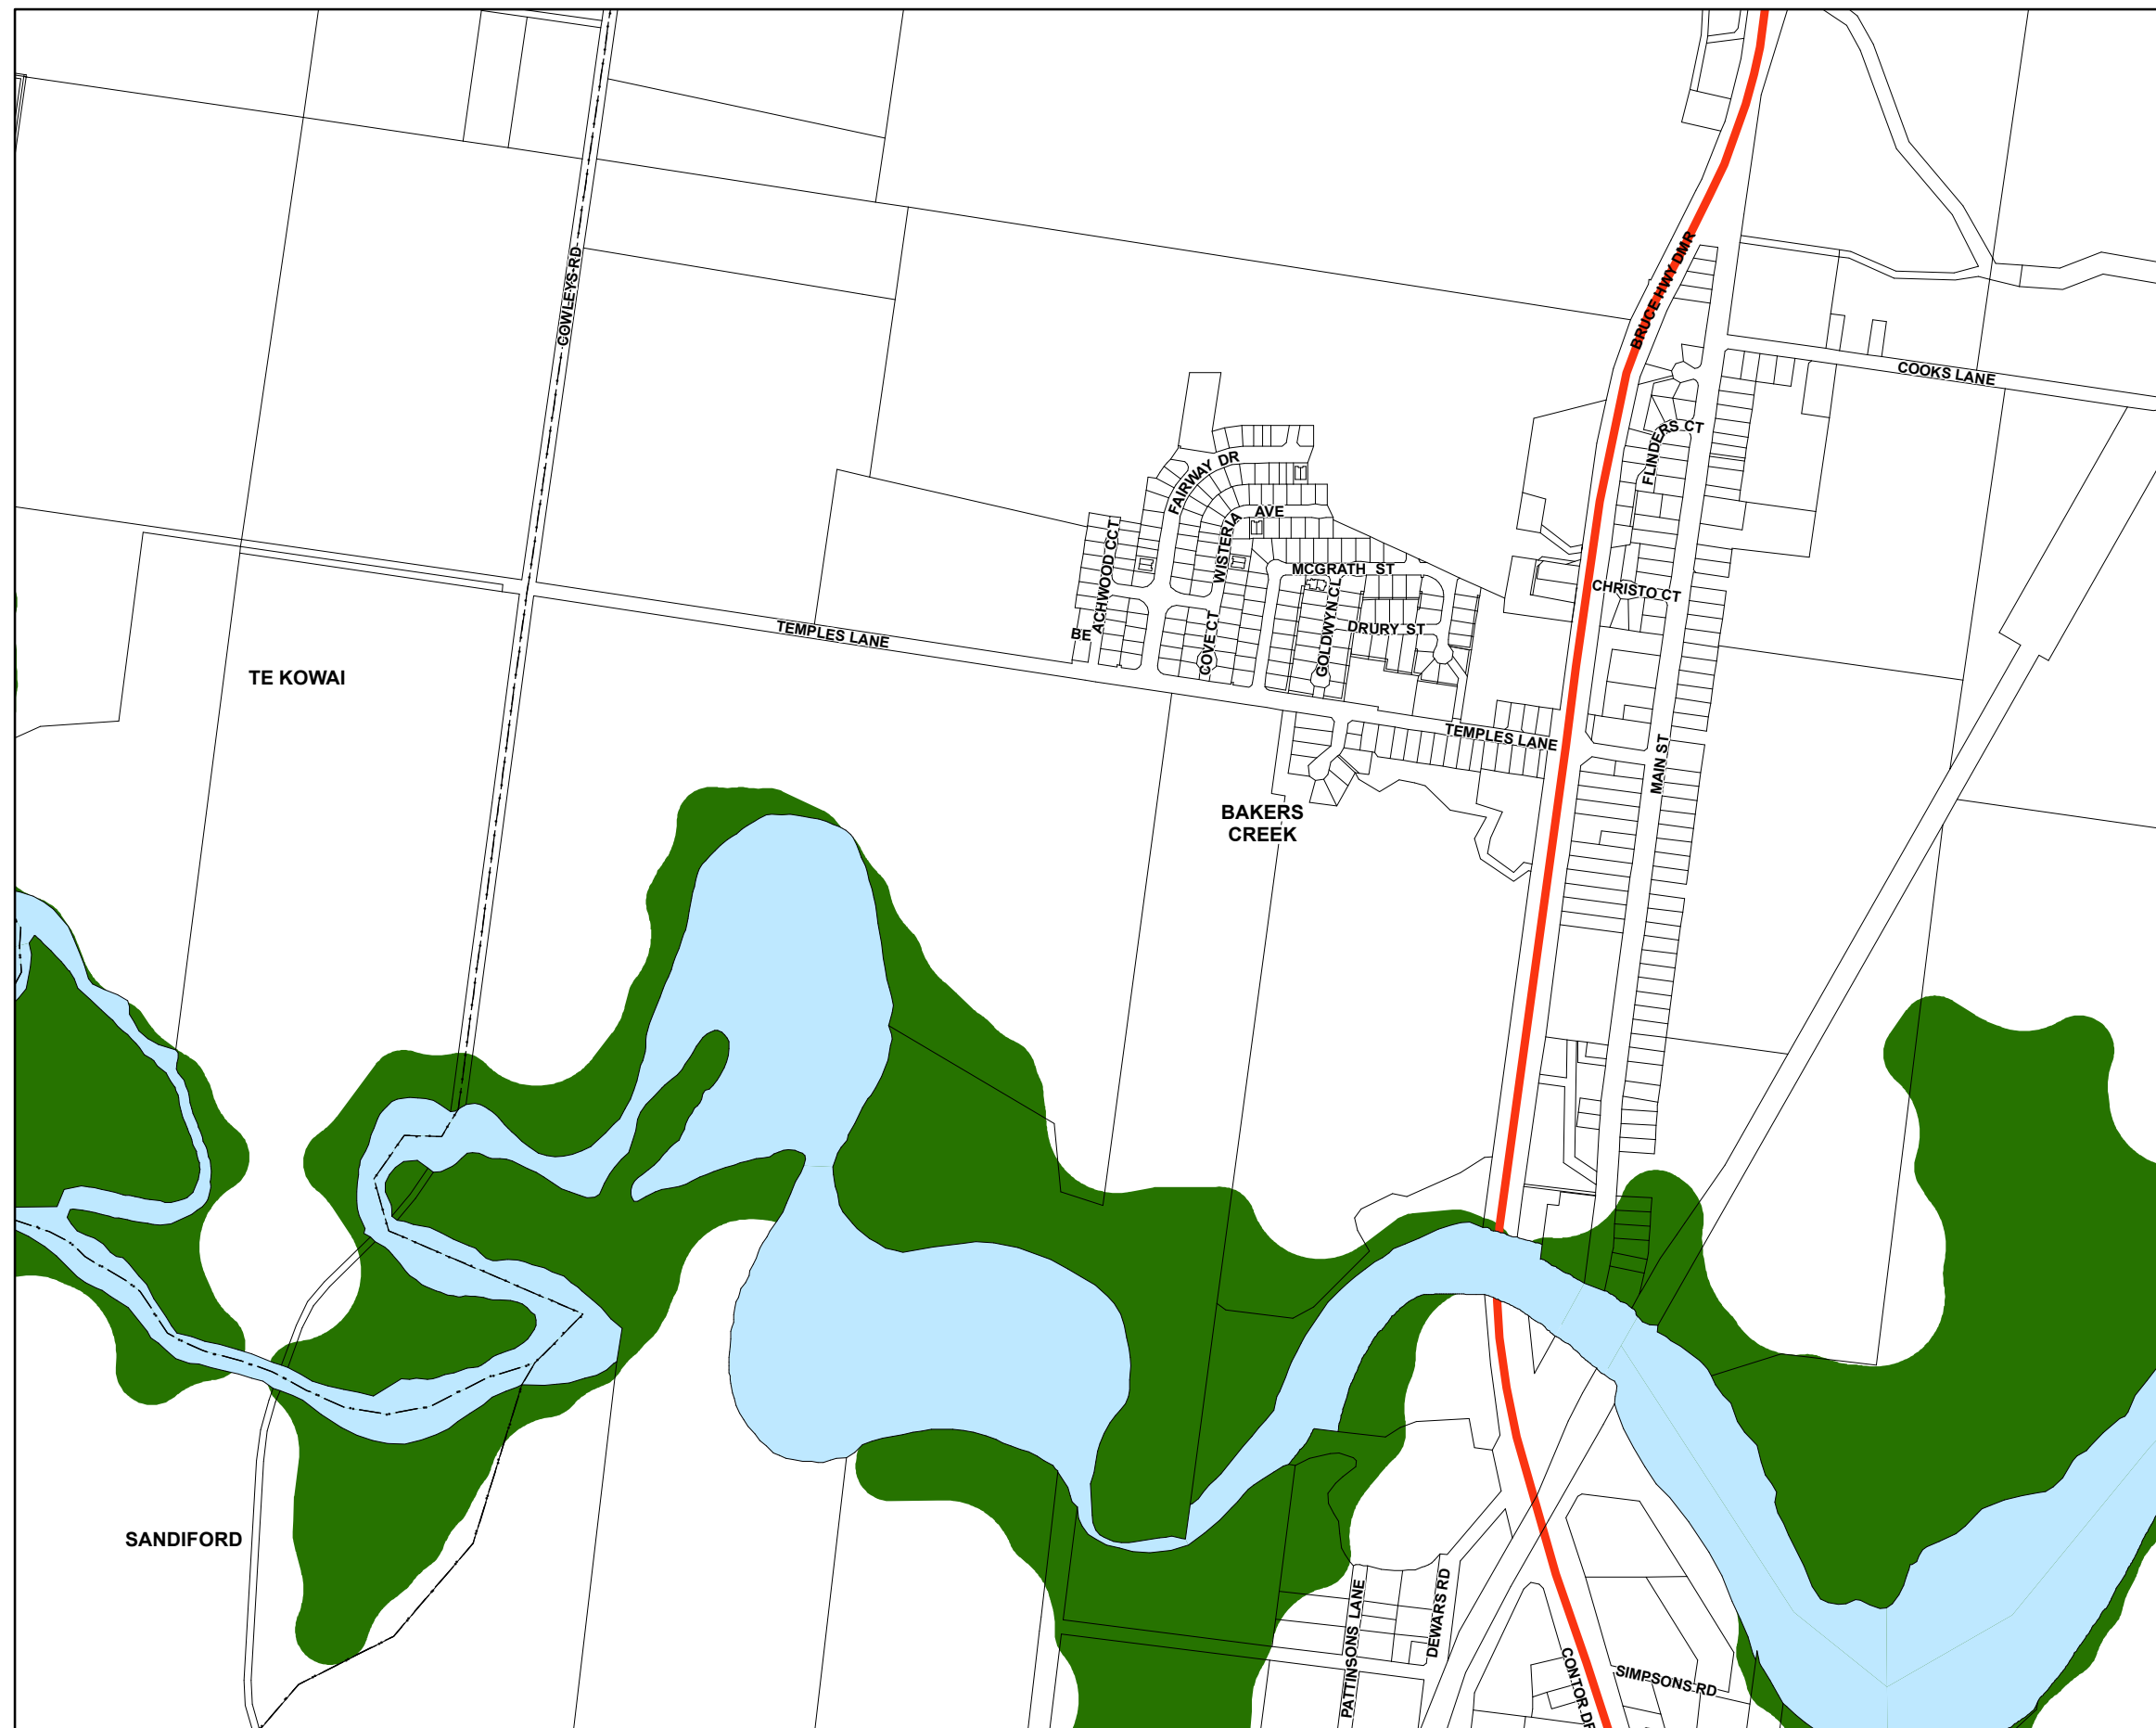 BRUCE HWY DMR
COWLEYS RD
COOKS LANE
FLINDERS CT
FAIRWAY DR
WISTERIA AVE
BEACHWOOD CCT
MCGRATH ST
GOLDWYN CL
CHRISTO CT
DRURY ST
COVE CT
TEMPLES LANE
TE KOWAI
TEMPLES LANE
MAIN ST
BAKERS
CREEK
SANDIFORD
PATTINSONS LANE
DEWARS RD
CONTOR DR
SIMPSONS RD